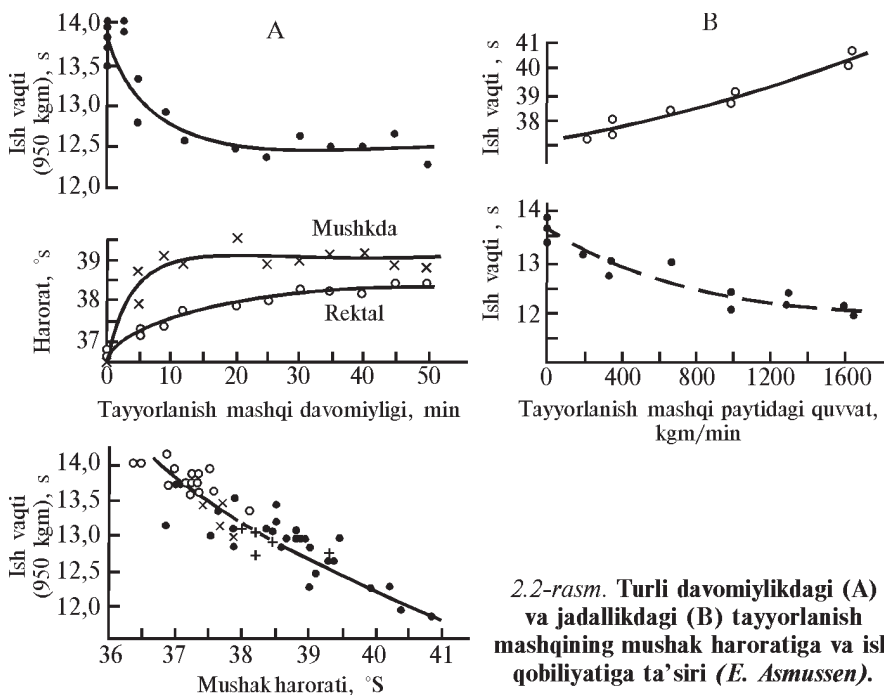 A
14,0
13,5
13,0
12,5
12,0
Ish vaqti
(950 kgm), s
Mushkda
Rektal
39
38
37
Harorat, °s
0 10 20 30 40 50
Tayyorlanish mashqi davomiyligi, min
B
41
40
39
38
Ish vaqti , s
14
13
12
Ish vaqti , s
0 400 800 1200 1600
Tayyorlanish mashqi paytidagi quvvat,
kgm/min
14,0
13,5
13,0
12,5
12,0
Ish vaqti
(950 kgm), s
36 37 38 39 40 41
Mushak harorati, °S
2.2-rasm. Turli davomiylikdagi (A)
va jadallikdagi (B) tayyorlanish
mashqining mushak haroratiga va ish
qobiliyatiga ta'siri (E. Asmussen).